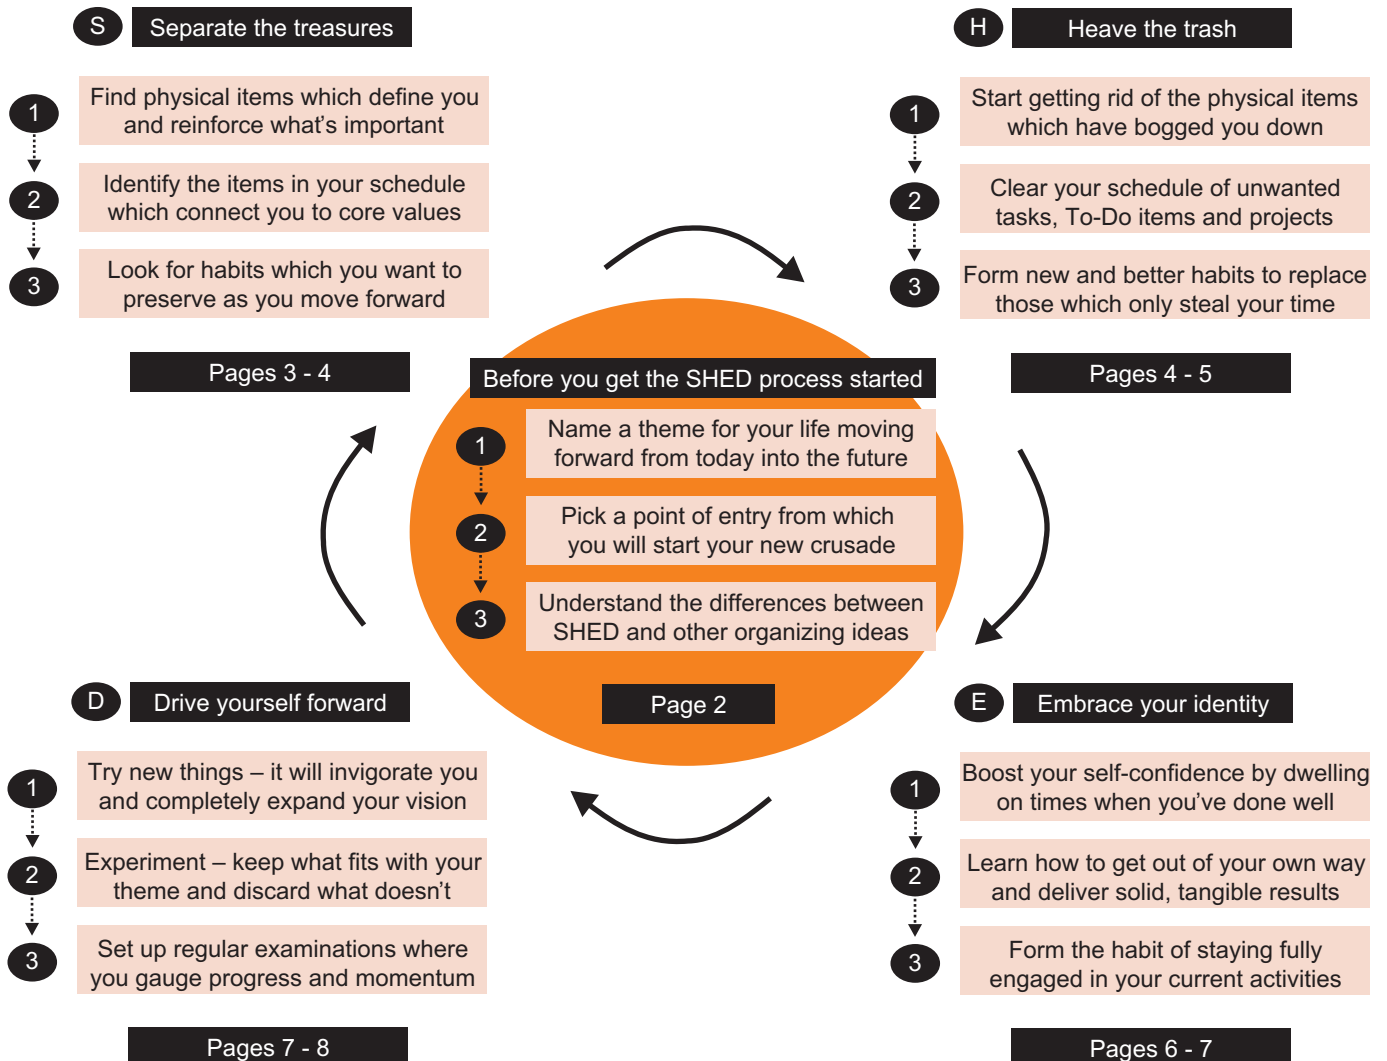 S
Separate the treasures
1
Find physical items which define you
and reinforce what's important
2
Identify the items in your schedule
which connect you to core values
3
Look for habits which you want to
preserve as you move forward
Pages 3 - 4
H
Heave the trash
1
Start getting rid of the physical items
which have bogged you down
2
Clear your schedule of unwanted
tasks, To-Do items and projects
3
Form new and better habits to replace
those which only steal your time
Pages 4 - 5
Before you get the SHED process started
1
Name a theme for your life moving
forward from today into the future
2
Pick a point of entry from which
you will start your new crusade
3
Understand the differences between
SHED and other organizing ideas
Page 2
D
Drive yourself forward
1
Try new things – it will invigorate you
and completely expand your vision
2
Experiment – keep what fits with your
theme and discard what doesn't
3
Set up regular examinations where
you gauge progress and momentum
Pages 7 - 8
E
Embrace your identity
1
Boost your self-confidence by dwelling
on times when you've done well
2
Learn how to get out of your own way
and deliver solid, tangible results
3
Form the habit of staying fully
engaged in your current activities
Pages 6 - 7